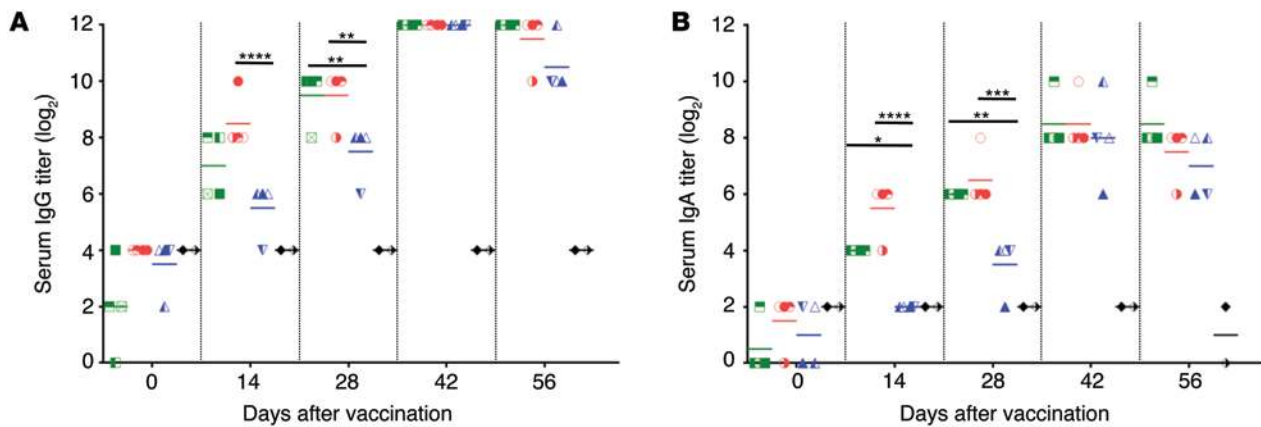 A
Serum IgG titer (log2)
12
10
8
6
4
2
0
****
**
**
0 14 28 42 56
Days after vaccination
B
Serum IgA titer (log2)
12
10
8
6
4
2
0
****
*
***
**
0 14 28 42 56
Days after vaccination